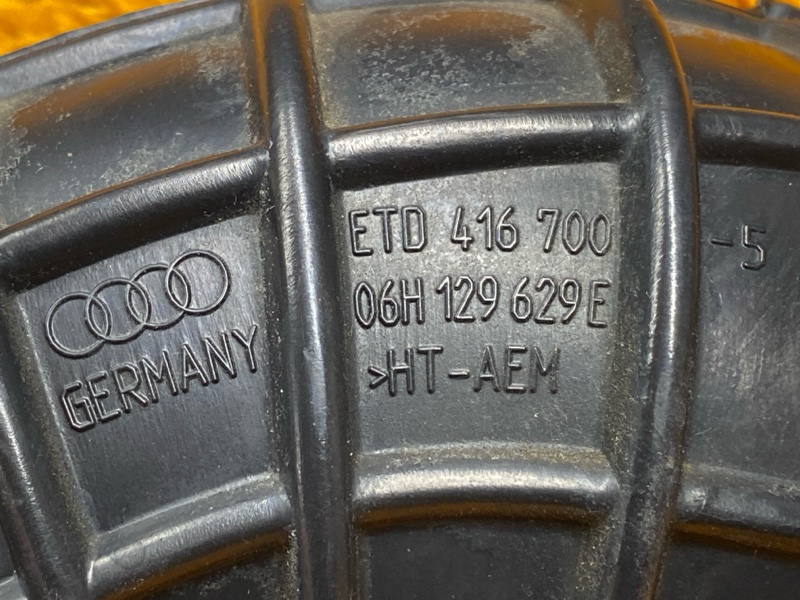 ETD 416 700
-5
06H 129 629 E
GERMANY
>HT-AEM